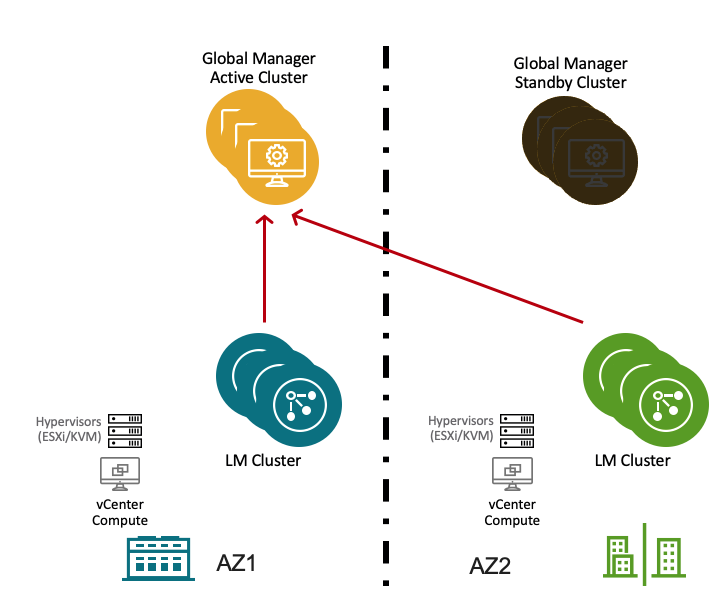 Global Manager
Active Cluster
Global Manager
Standby Cluster
Hypervisors
(ESXi/KVM)
LM Cluster
vCenter
Compute
AZ1
Hypervisors
(ESXi/KVM)
LM Cluster
vCenter
Compute
AZ2